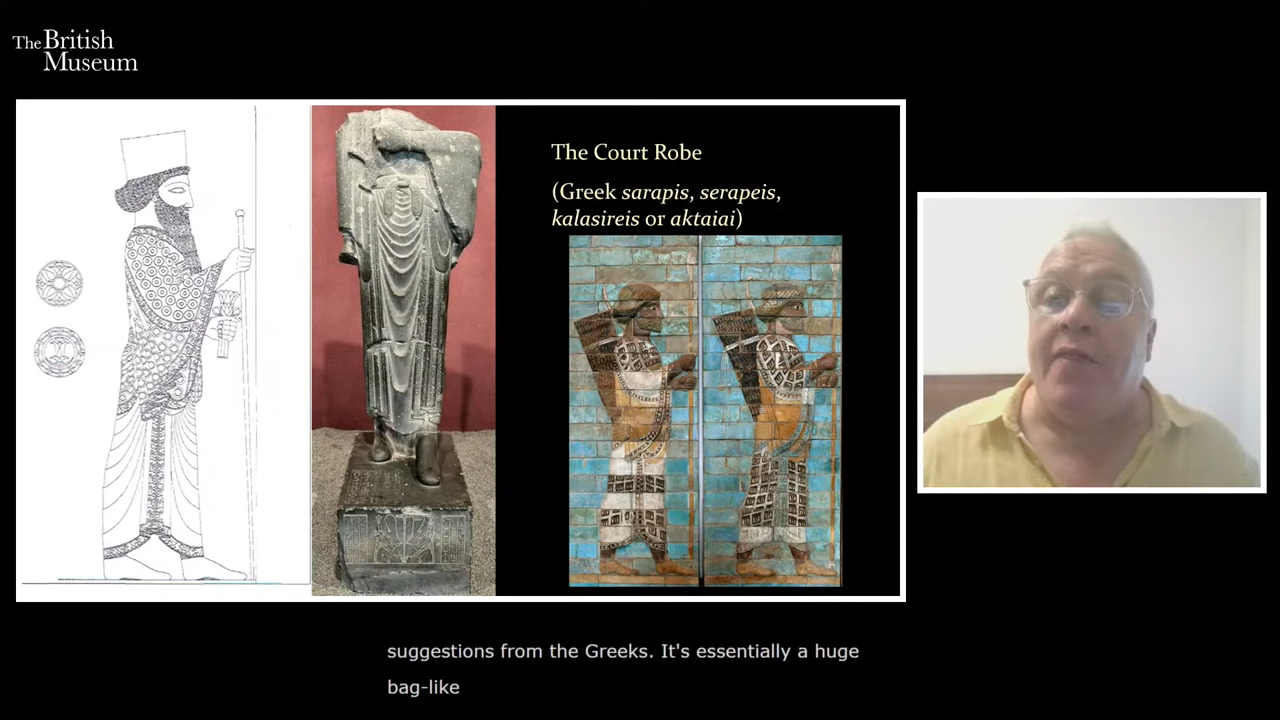 The British
Museum
The Court Robe
(Greek sarapis, serapeis,
kalasireis or aktaiai)
suggestions from the Greeks. It's essentially a huge
bag-like